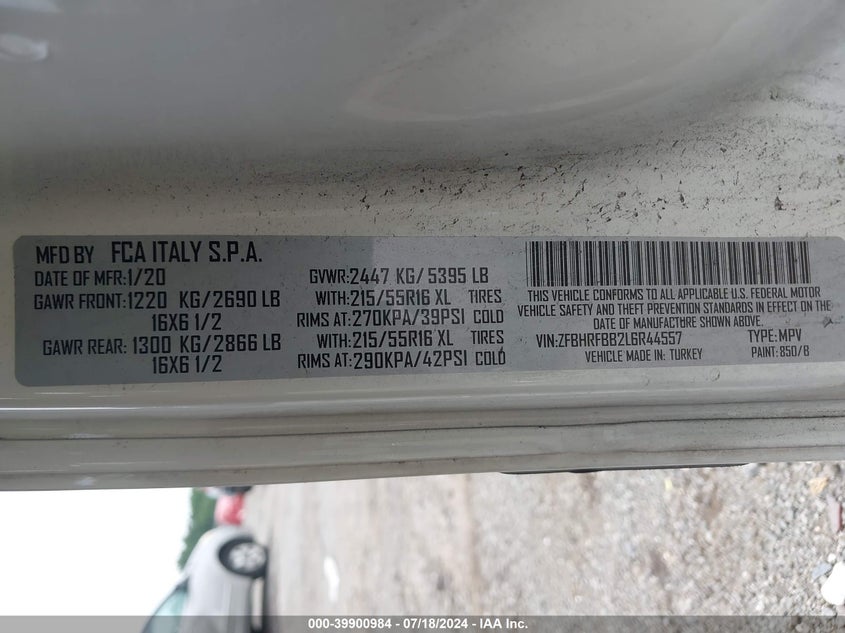 MFD BY FCA ITALY S.P.A.
DATE OF MFR:1/20
GAWR FRONT:1220 KG/2690 LB
16X6 1/2
GAWR REAR: 1300 KG/2866 LB
16X6 1/2
GVWR:2447 KG/ 5395 LB
WITH:215/55R16 XL TIRES
RIMS AT:270KPA/39PSI COLD
WITH:215/55R16 XL TIRES
RIMS AT:290KPA/42PSI COLD
THIS VEHICLE CONFORMS TO ALL APPLICABLE U.S. FEDERAL MOTOR
VEHICLE SAFETY AND THEFT PREVENTION STANDARDS IN EFFECT ON
THE DATE OF MANUFACTURE SHOWN ABOVE.
VIN:ZFBHRFBB2L6R44557 TYPE:MPV
VEHICLE MADE IN: TURKEY PAINT: 850/B
000-39900984 - 07/18/2024 - IAA Inc.